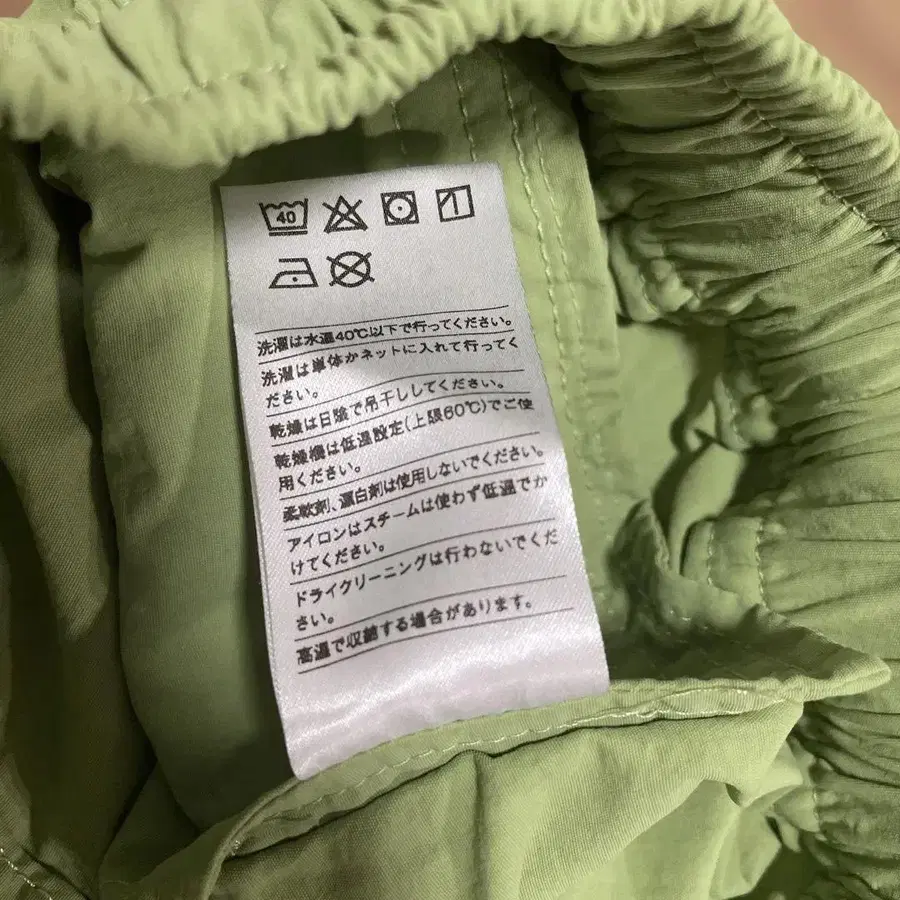 40
洗濯は水温40℃以下で行ってください。
洗濯は単体かネットに入れて行ってく
ださい。
乾燥は日陰で吊干ししてください。
乾燥機は低温設定(上限60℃)でご使
用ください。
柔軟剤、漂白剤は使用しないでください。
アイロンはスチームは使わず低温でか
けてください。
ドライクリーニングは行わないでくだ
さい。
高温で収縮する場合があります。